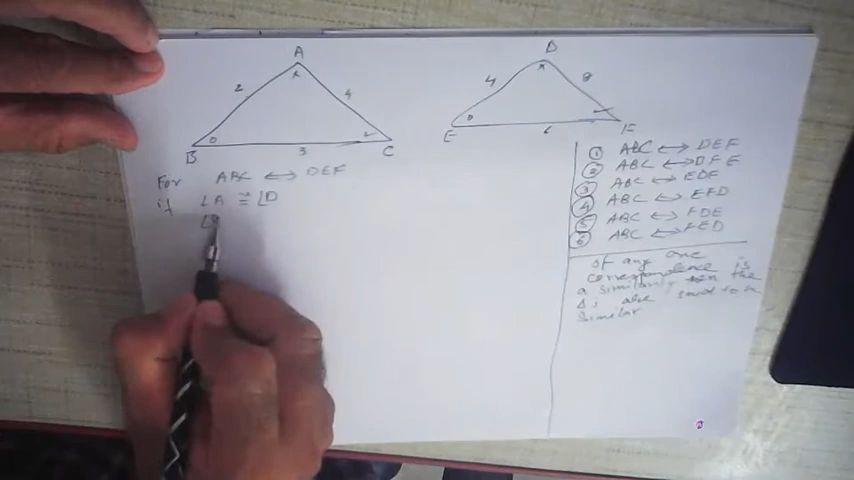 A
2
4
B
3
C
D
4
8
E
6
F
For ABC ↔ DEF
if ∠A ≅ ∠D
∠B
① ABC ↔ DEF
② ABC ↔ DFE
③ ABC ↔ EDF
④ ABC ↔ EFD
⑤ ABC ↔ FDE
⑥ ABC ↔ FED
of any one
correspondence is
a similarity then the
Δs also said to be
similar